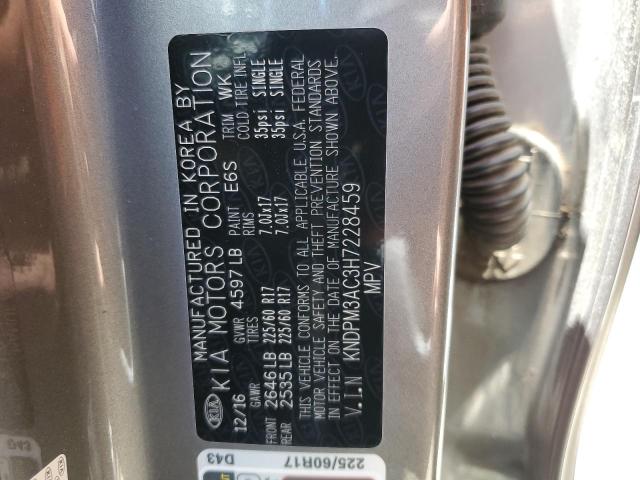 MANUFACTURED IN KOREA BY
KIA KIA MOTORS CORPORATION
12/16 GVWR 4597 LB PAINT E6S TRIM WK
GAWR TIRES RIMS COLD TIRE INFL
FRONT 2646 LB 225/60 R17 7.0Jx17 35psi SINGLE
REAR 2535 LB 225/60 R17 7.0Jx17 35psi SINGLE
THIS VEHICLE CONFORMS TO ALL APPLICABLE U.S.A. FEDERAL
MOTOR VEHICLE SAFETY AND THEFT PREVENTION STANDARDS
IN EFFECT ON THE DATE OF MANUFACTURE SHOWN ABOVE.
V.I.N KNDPM3AC3H7228459
MPV
D43
225/60R17